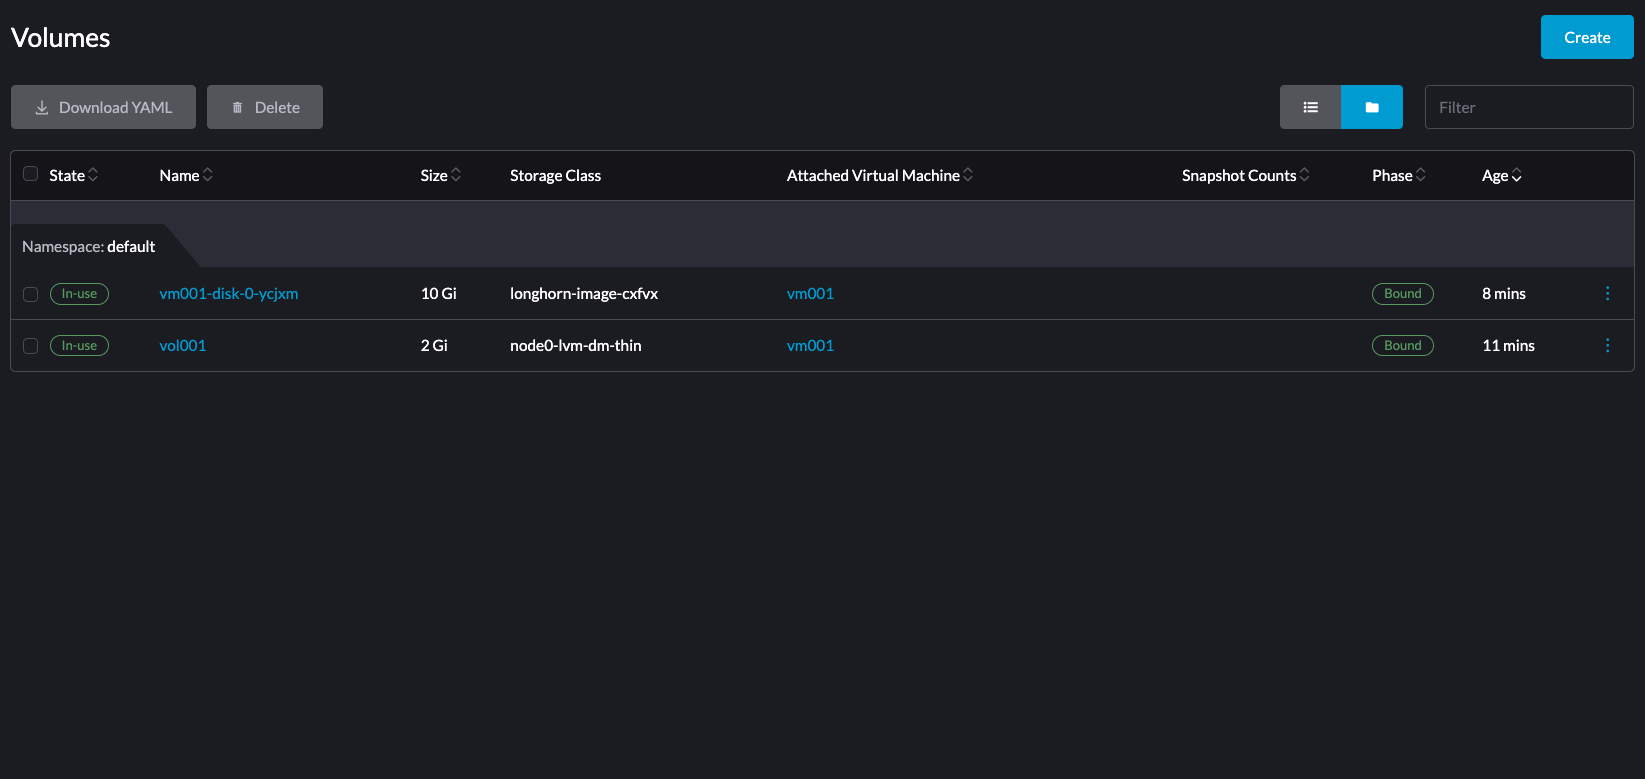 Volumes
Create
Download YAML Delete Filter
State Name Size Storage Class Attached Virtual Machine Snapshot Counts Phase Age
Namespace: default
In-use vm001-disk-0-ycjxm 10 Gi longhorn-image-cxfvx vm001 Bound 8 mins
In-use vol001 2 Gi node0-lvm-dm-thin vm001 Bound 11 mins